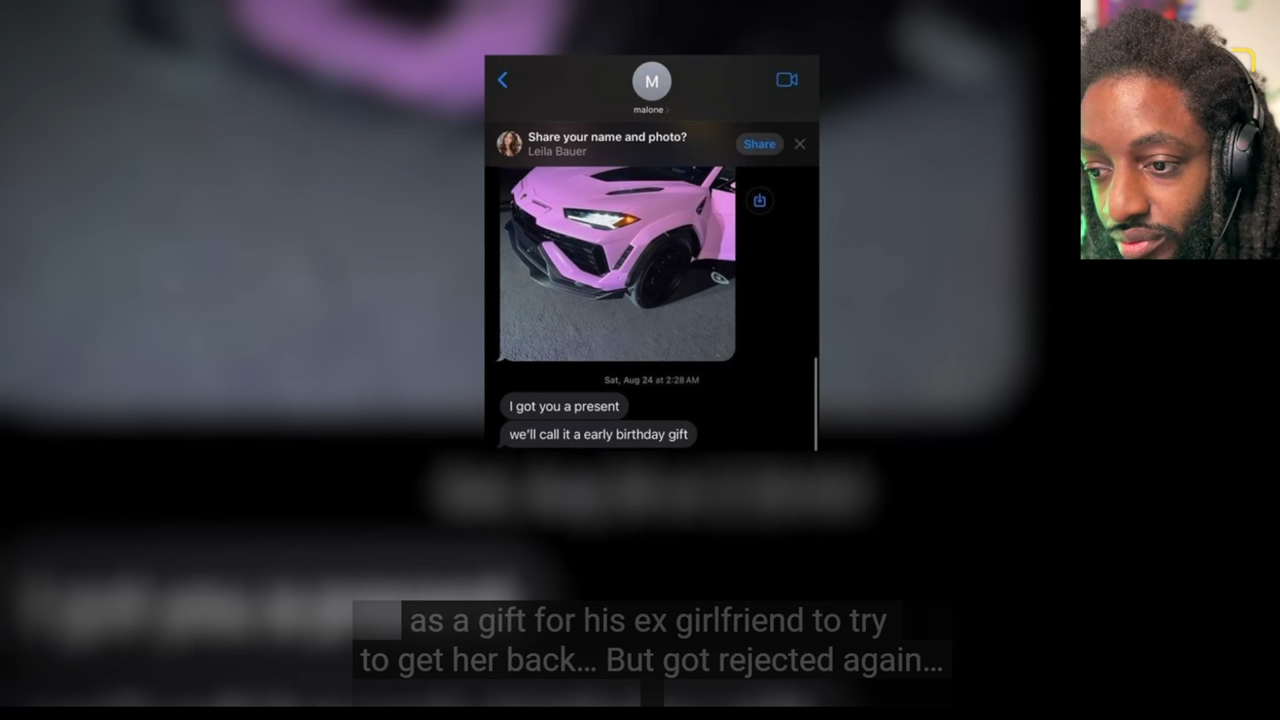 M
malone
Share your name and photo?
Leila Bauer
Share
Sat, Aug 24 at 2:28 AM
I got you a present
we'll call it a early birthday gift
as a gift for his ex girlfriend to try
to get her back... But got rejected again...